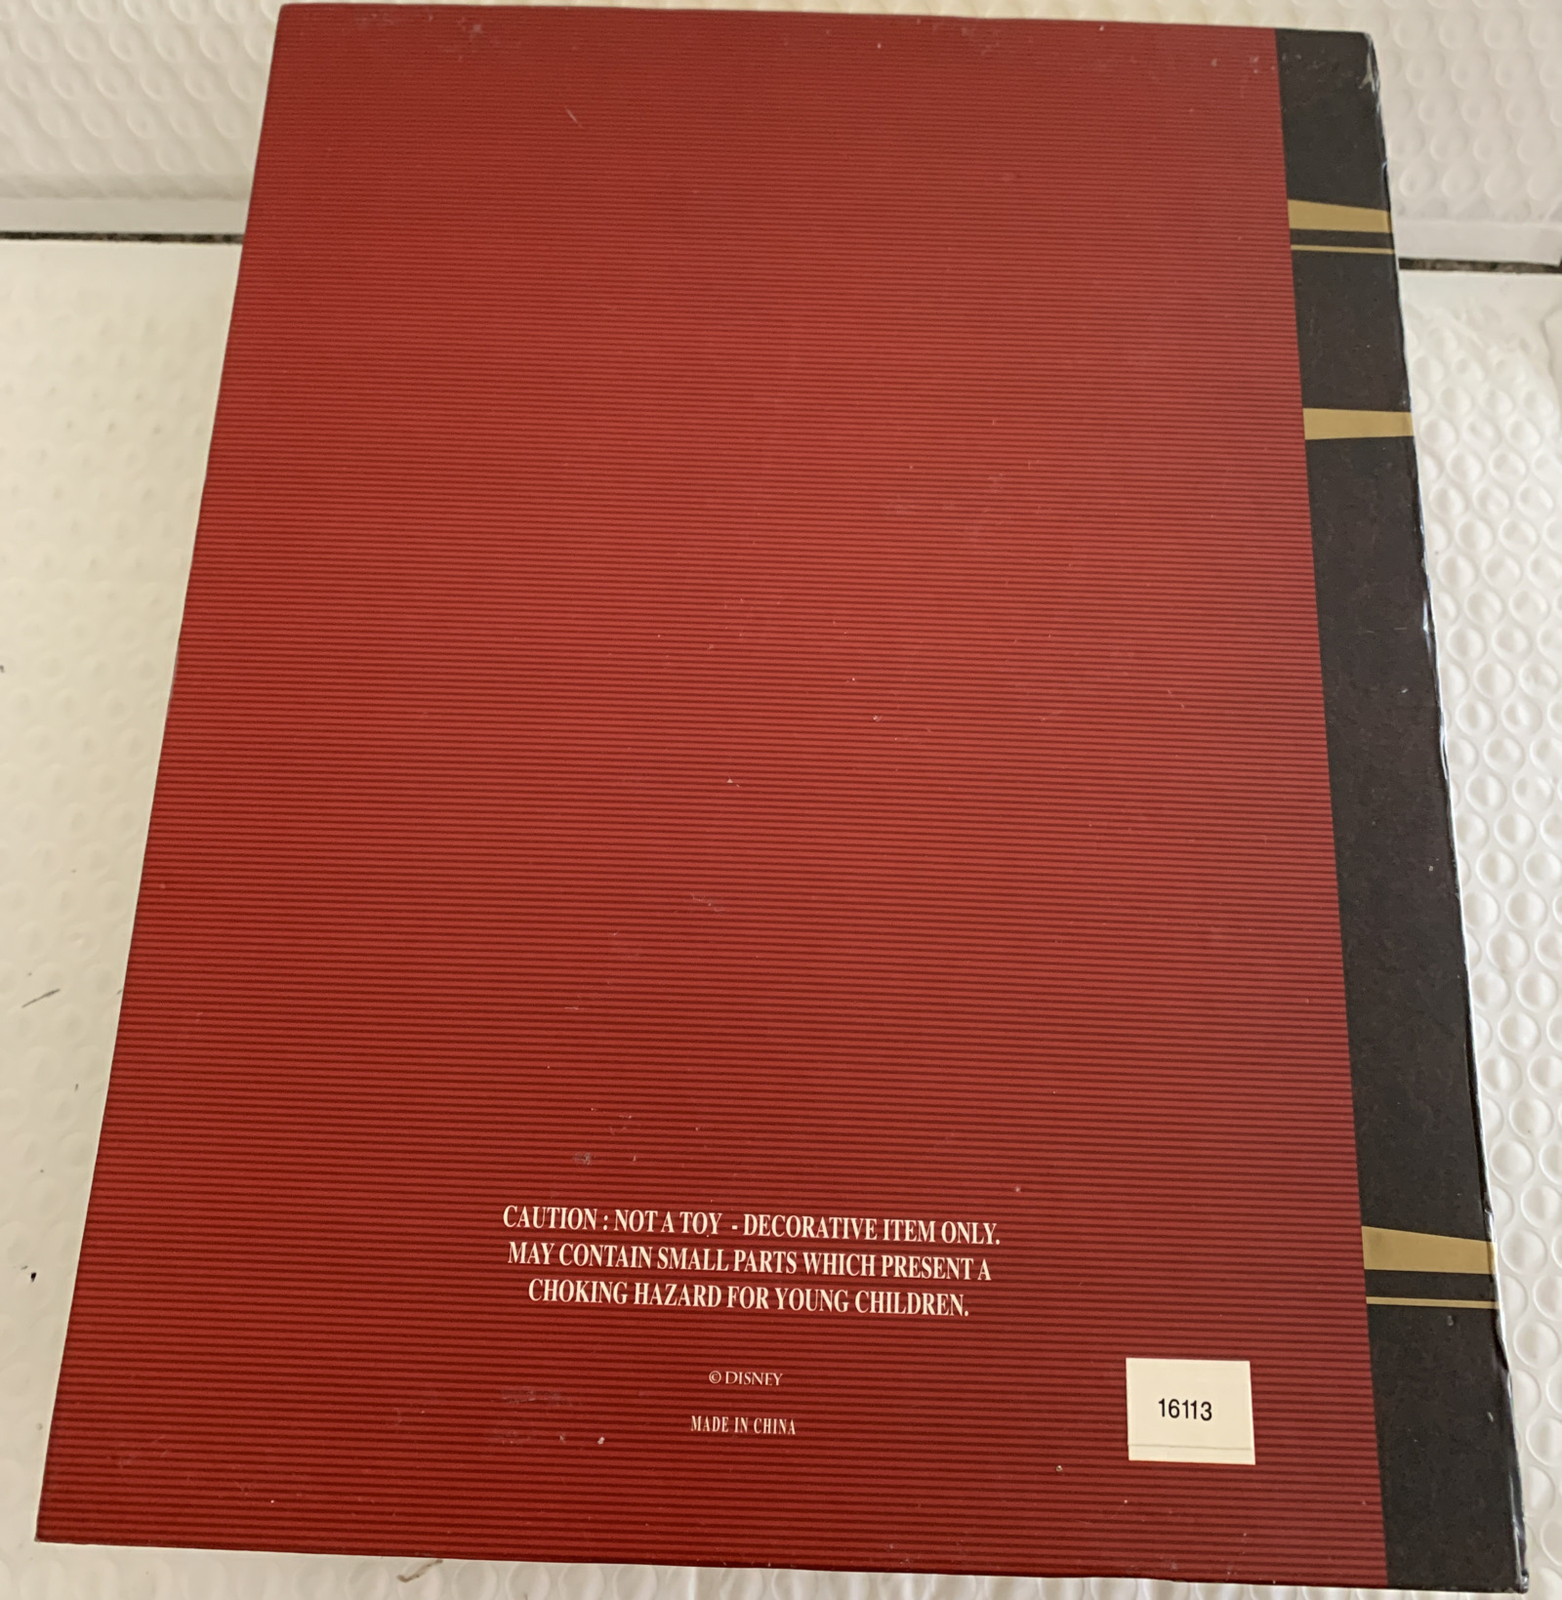 CAUTION : NOT A TOY - DECORATIVE ITEM ONLY.
MAY CONTAIN SMALL PARTS WHICH PRESENT A
CHOKING HAZARD FOR YOUNG CHILDREN.
© DISNEY
MADE IN CHINA
16113